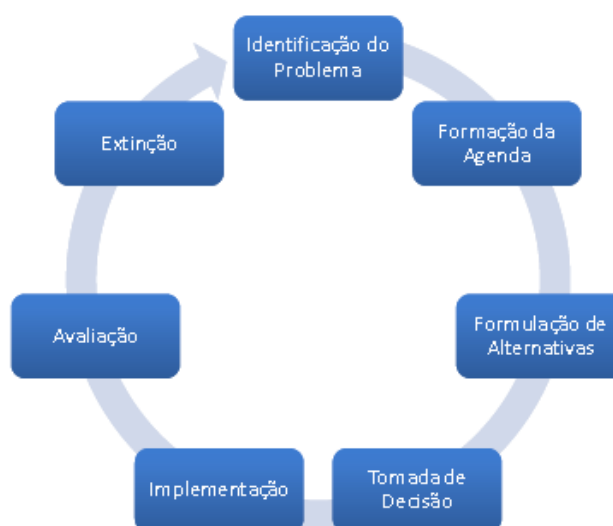 Identificação do
Problema
Formação da
Agenda
Formulação de
Alternativas
Tomada de
Decisão
Implementação
Avaliação
Extinção